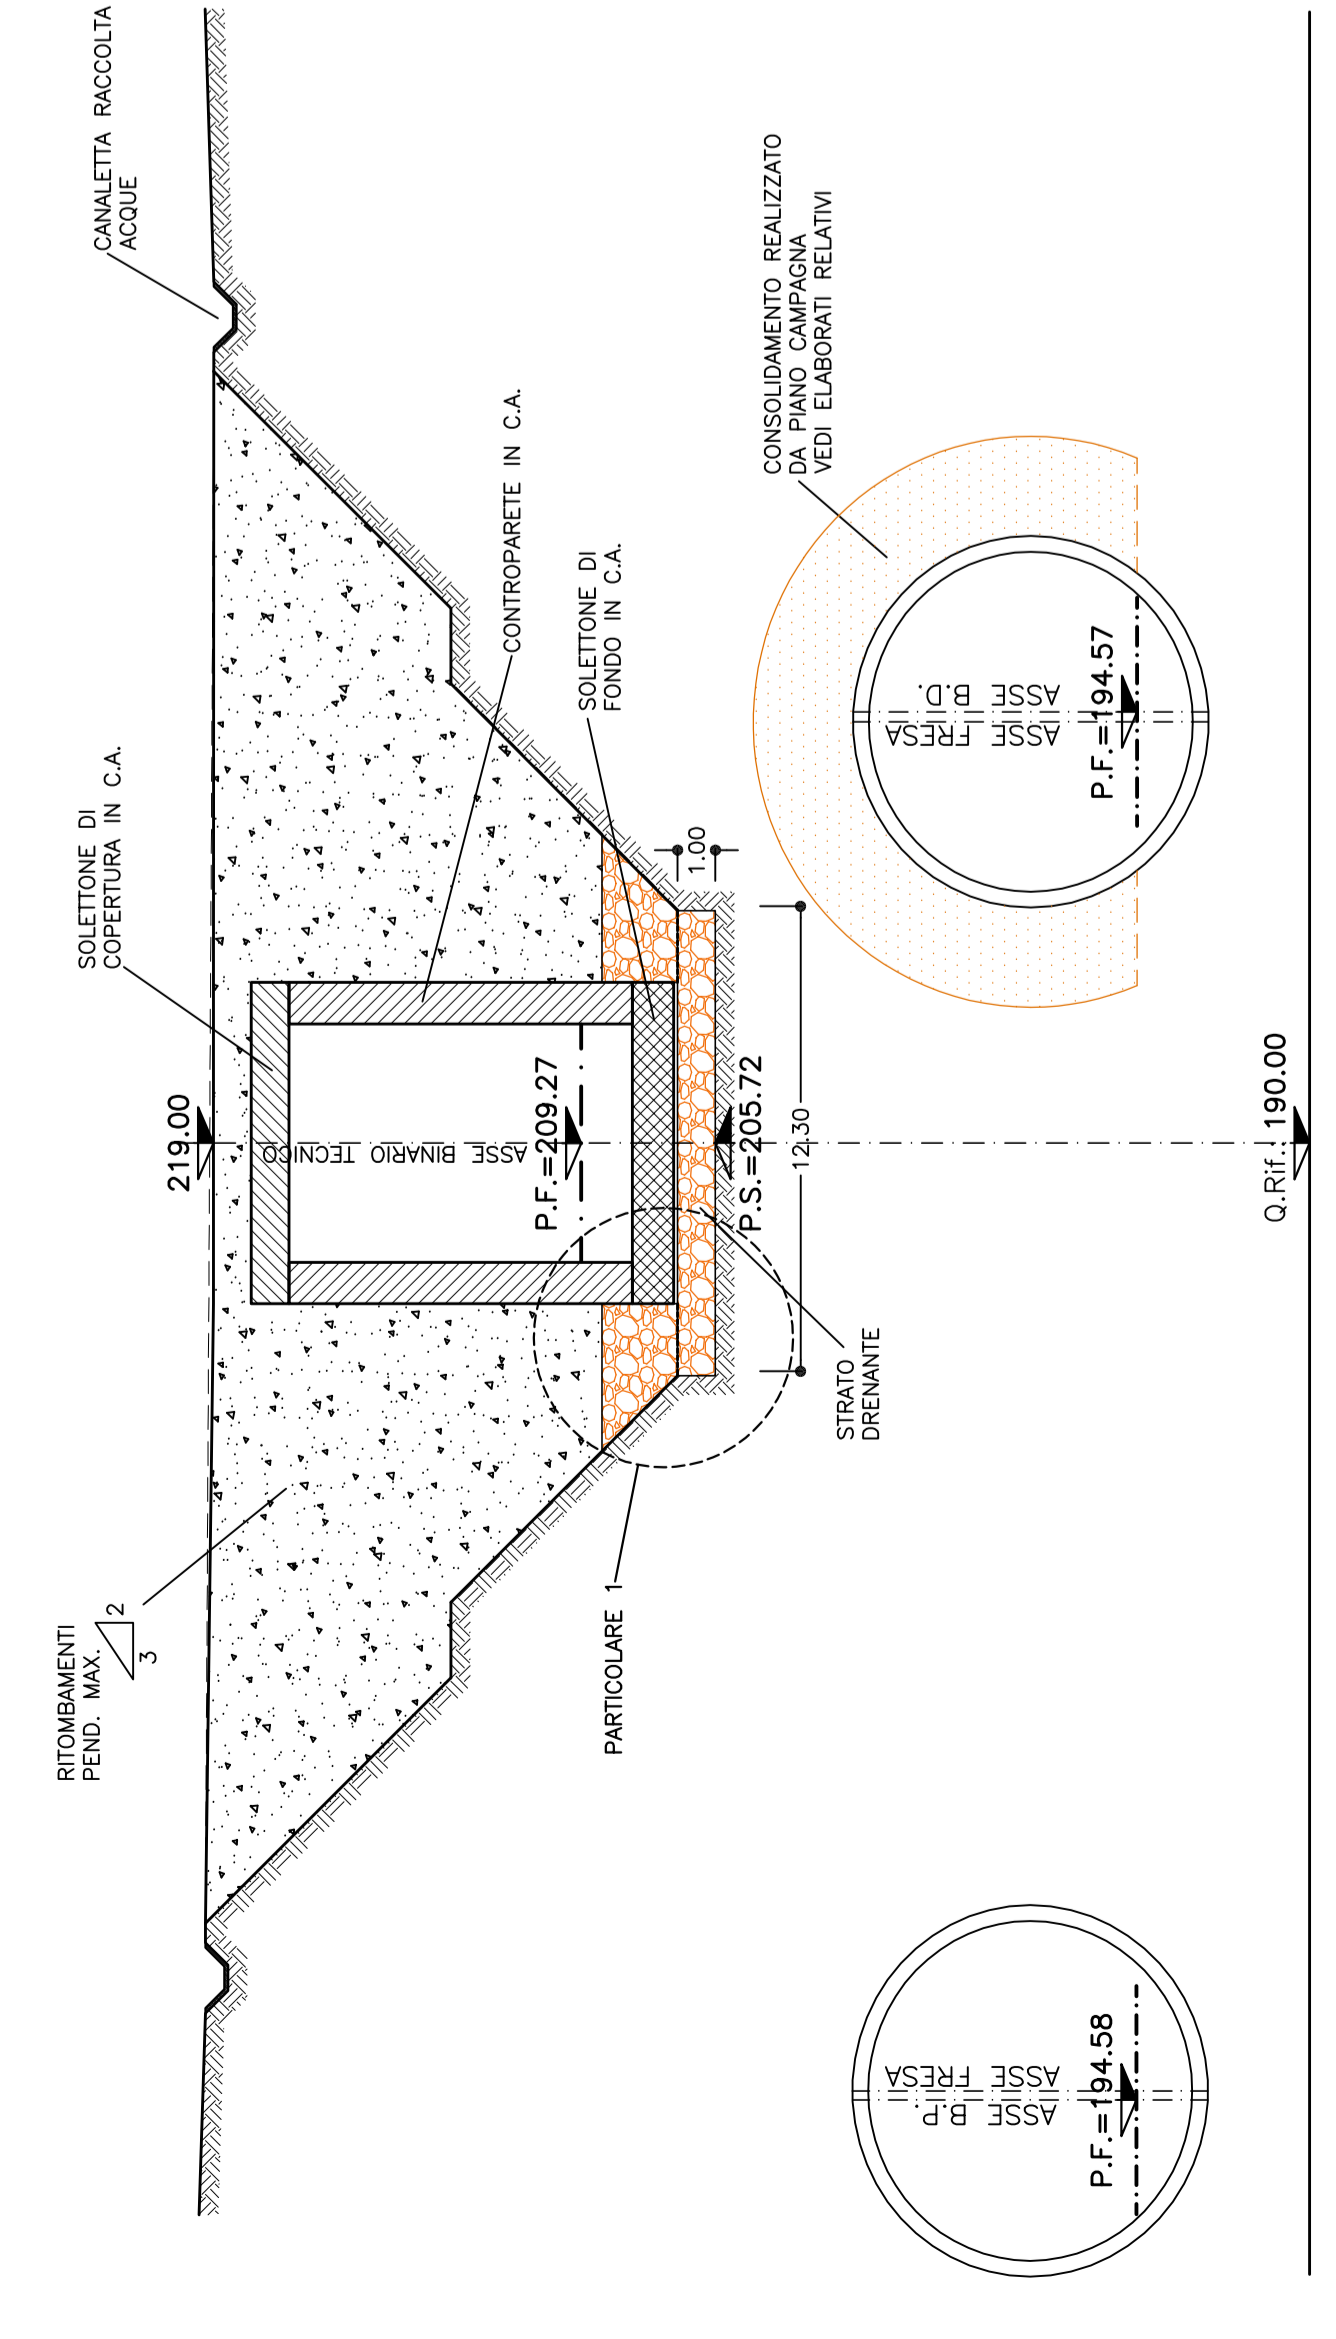 RITOMBAMENTI
PEND. MAX.
2
3
SOLETTONE DI
COPERTURA IN C.A.
CANALETTA RACCOLTA
ACQUE
219.00
ASSE BINARIO TECNICO
P.F.=209.27
CONTROPARETE IN C.A.
SOLETTONE DI
FONDO IN C.A.
PARTICOLARE 1
1.00
P.S.=205.72
12.30
STRATO
DRENANTE
CONSOLIDAMENTO REALIZZATO
DA PIANO CAMPAGNA
VEDI ELABORATI RELATIVI
ASSE B.P.
ASSE FRESA
P.F.=194.58
ASSE FRESA
ASSE B.D.
P.F.=194.57
Q.Rif.: 190.00